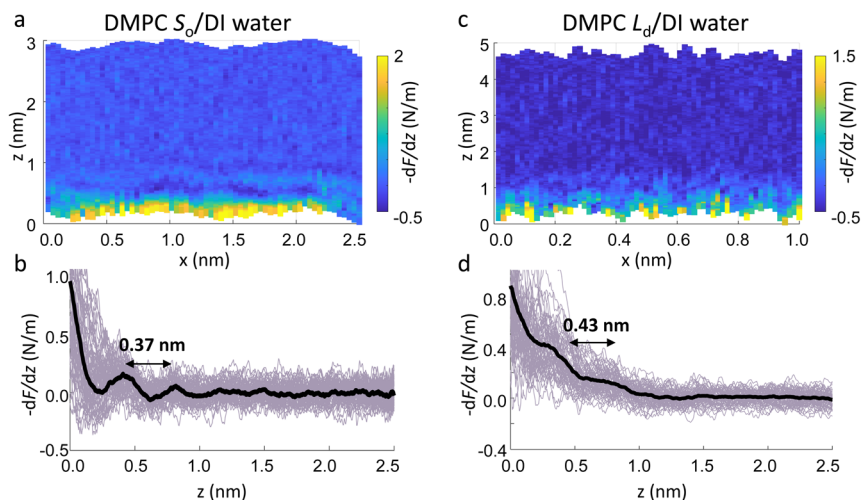 a DMPC So/DI water
3
2
1
0
z (nm)
0.0 0.5 1.0 1.5 2.0 2.5
x (nm)
2
-0.5
-dF/dz (N/m)
c DMPC Ld/DI water
5
4
3
2
1
0
z (nm)
0.0 0.2 0.4 0.6 0.8 1.0
x (nm)
1.5
-0.5
-dF/dz (N/m)
b
1.0
0.5
0.0
-0.5
-dF/dz (N/m)
0.37 nm
0.0 0.5 1.0 1.5 2.0 2.5
z (nm)
d
0.8
0.4
0.0
-0.4
-dF/dz (N/m)
0.43 nm
0.0 0.5 1.0 1.5 2.0 2.5
z (nm)